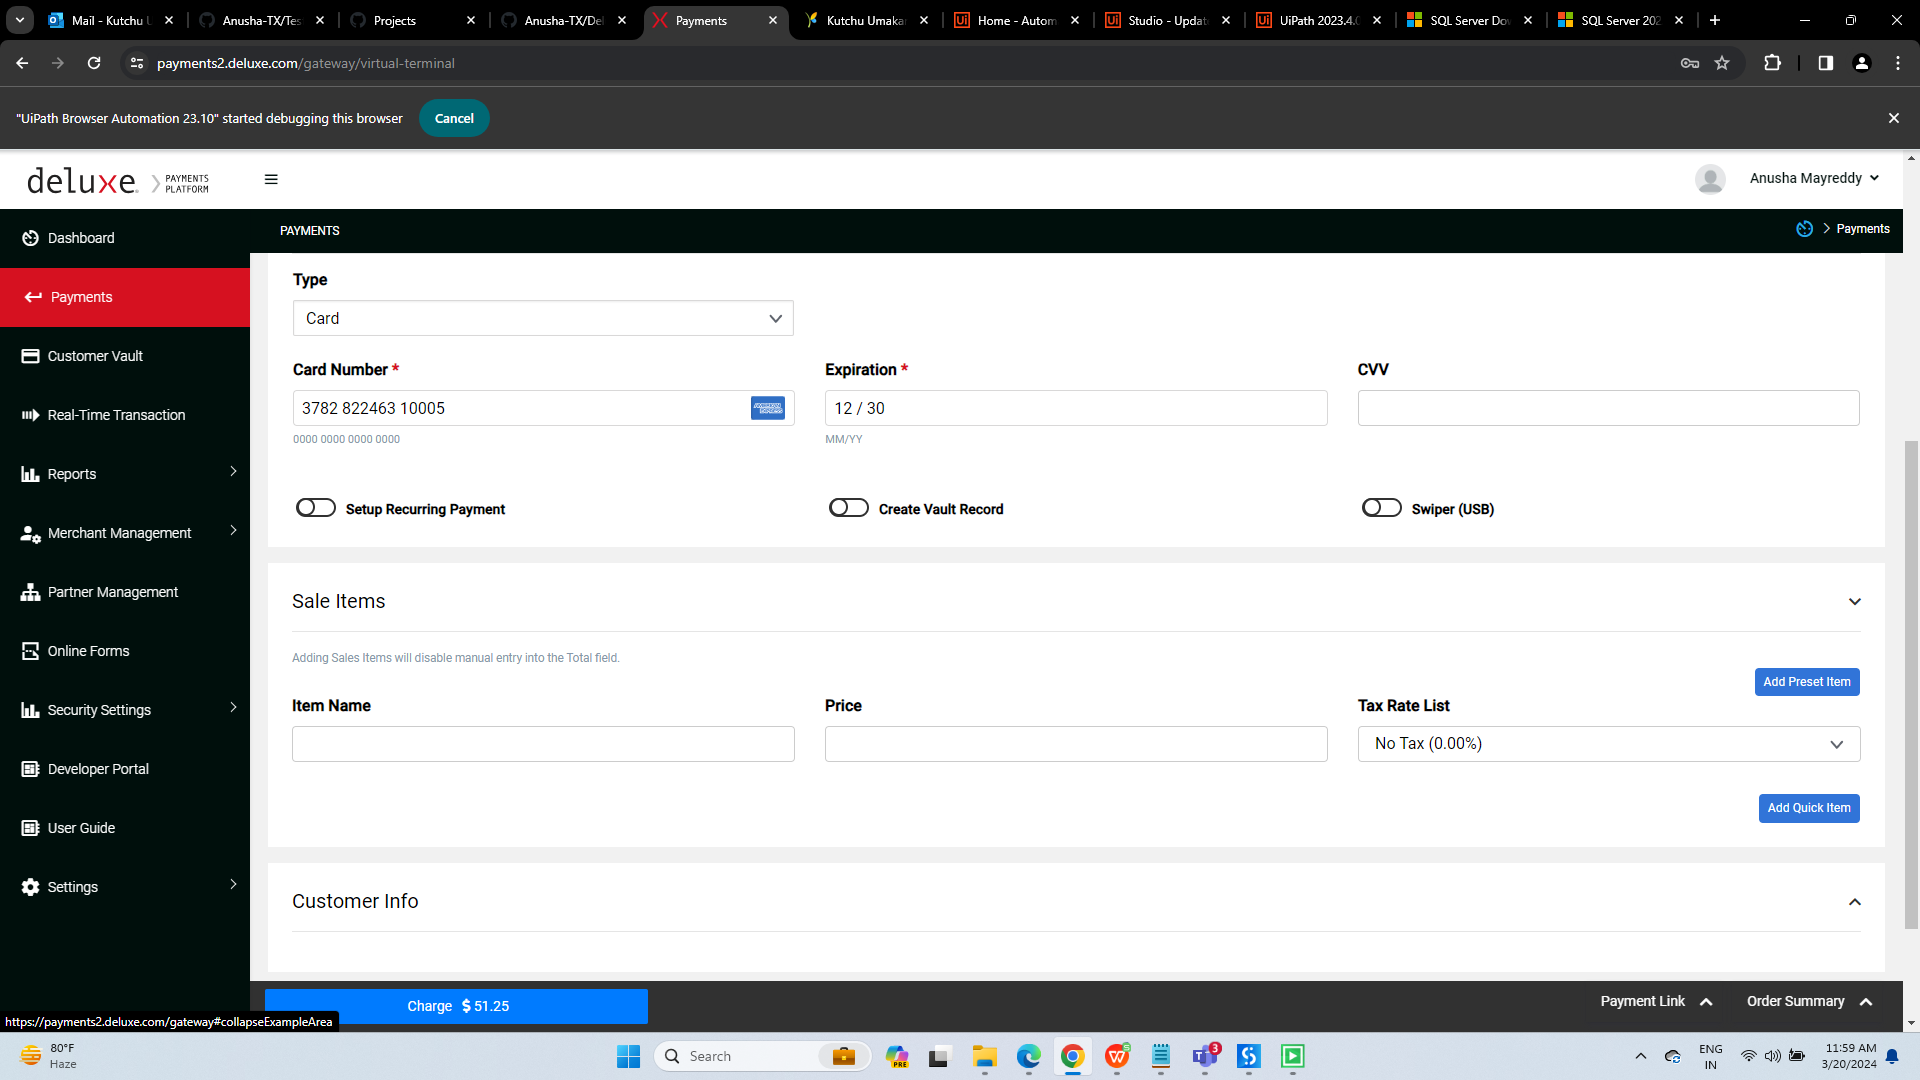 Mail - Kutchu U
Anusha-TX/Tes
Projects
Anusha-TX/Del
Payments
Kutchu Umakan
Home - Autom
Studio - Updat
UiPath 2023.4.0
SQL Server Dow
SQL Server 202
payments2.deluxe.com/gateway/virtual-terminal
"UiPath Browser Automation 23.10" started debugging this browser
Cancel
deluxe.
PAYMENTS
PLATFORM
Anusha Mayreddy
Dashboard
Payments
Customer Vault
Real-Time Transaction
Reports
Merchant Management
Partner Management
Online Forms
Security Settings
Developer Portal
User Guide
Settings
PAYMENTS
Payments
Type
Card
Card Number *
Expiration *
CVV
3782 822463 10005
AMERICAN
EXPRESS
12 / 30
0000 0000 0000 0000
MM/YY
Setup Recurring Payment
Create Vault Record
Swiper (USB)
Sale Items
Adding Sales Items will disable manual entry into the Total field.
Add Preset Item
Item Name
Price
Tax Rate List
No Tax (0.00%)
Add Quick Item
Customer Info
Charge $ 51.25
Payment Link
Order Summary
https://payments2.deluxe.com/gateway#collapseExampleArea
80°F
Haze
Search
PRE
3
ENG
IN
11:59 AM
3/20/2024